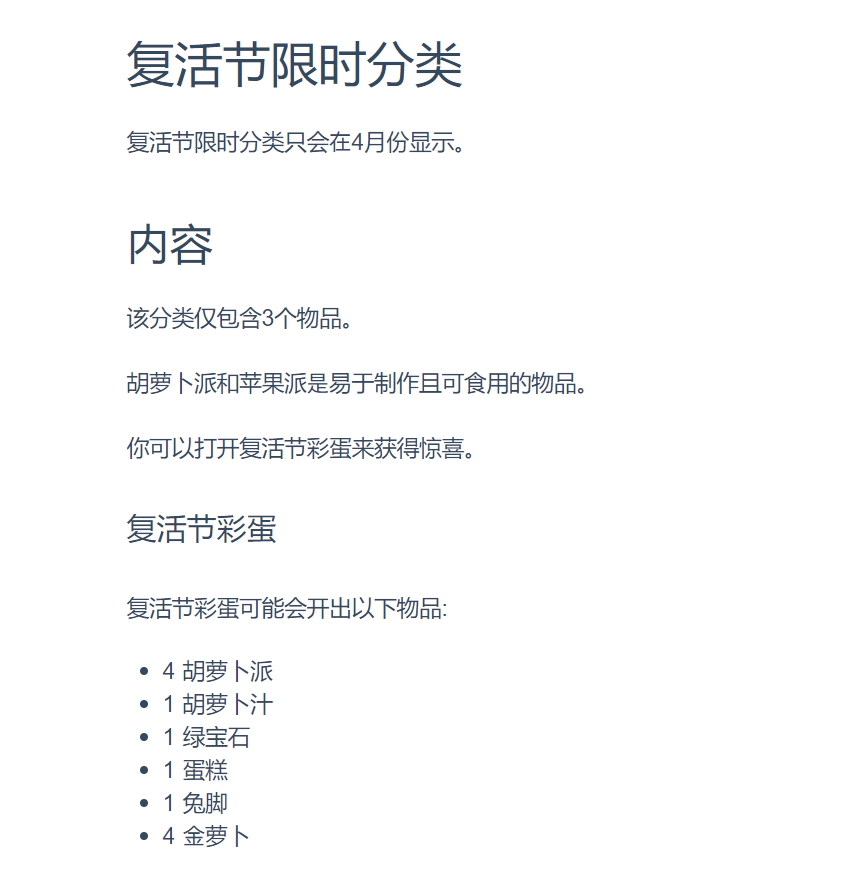 复活节限时分类
复活节限时分类只会在4月份显示。
内容
该分类仅包含3个物品。
胡萝卜派和苹果派是易于制作且可食用的物品。
你可以打开复活节彩蛋来获得惊喜。
复活节彩蛋
复活节彩蛋可能会开出以下物品:
• 4 胡萝卜派
• 1 胡萝卜汁
• 1 绿宝石
• 1 蛋糕
• 1 兔脚
• 4 金萝卜